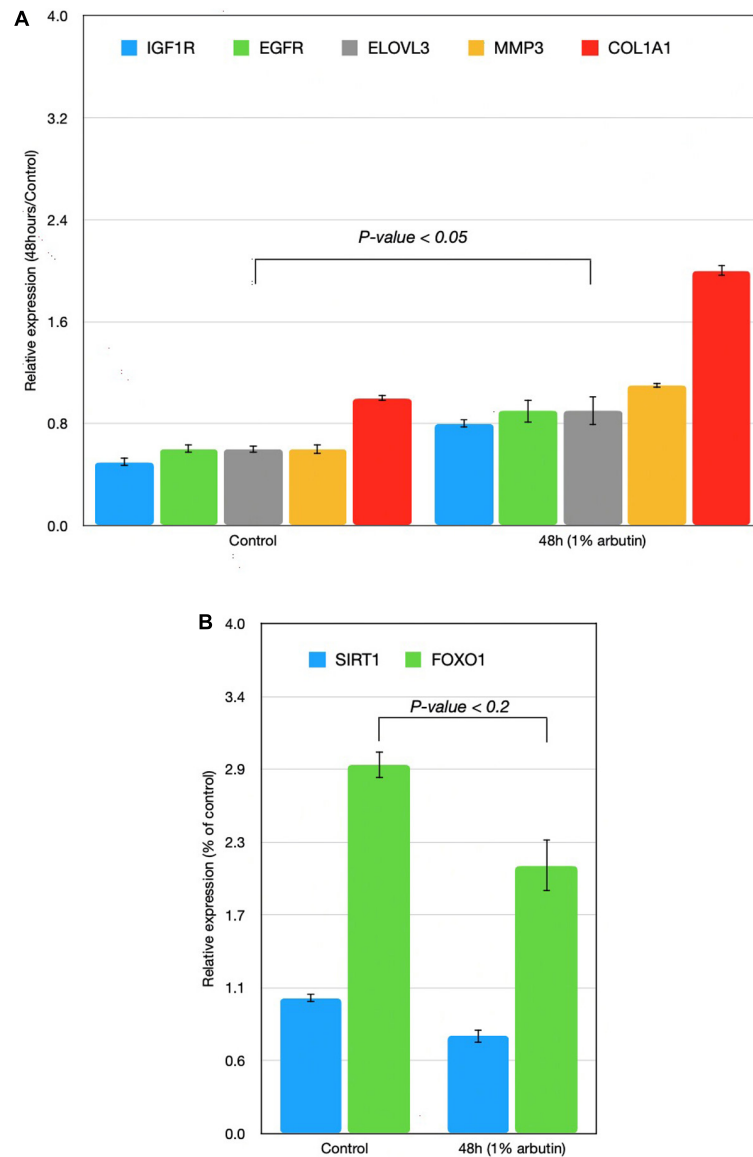 A
4.0
IGF1R EGFR ELOVL3 MMP3 COL1A1
3.2
Relative expression (48hours/Control)
2.4
P-value < 0.05
1.6
0.8
0.0
Control 48h (1% arbutin)
B
4.0
SIRT1 FOXO1
3.4
P-value < 0.2
2.9
Relative expression (% of control)
2.3
1.7
1.1
0.6
0.0
Control 48h (1% arbutin)